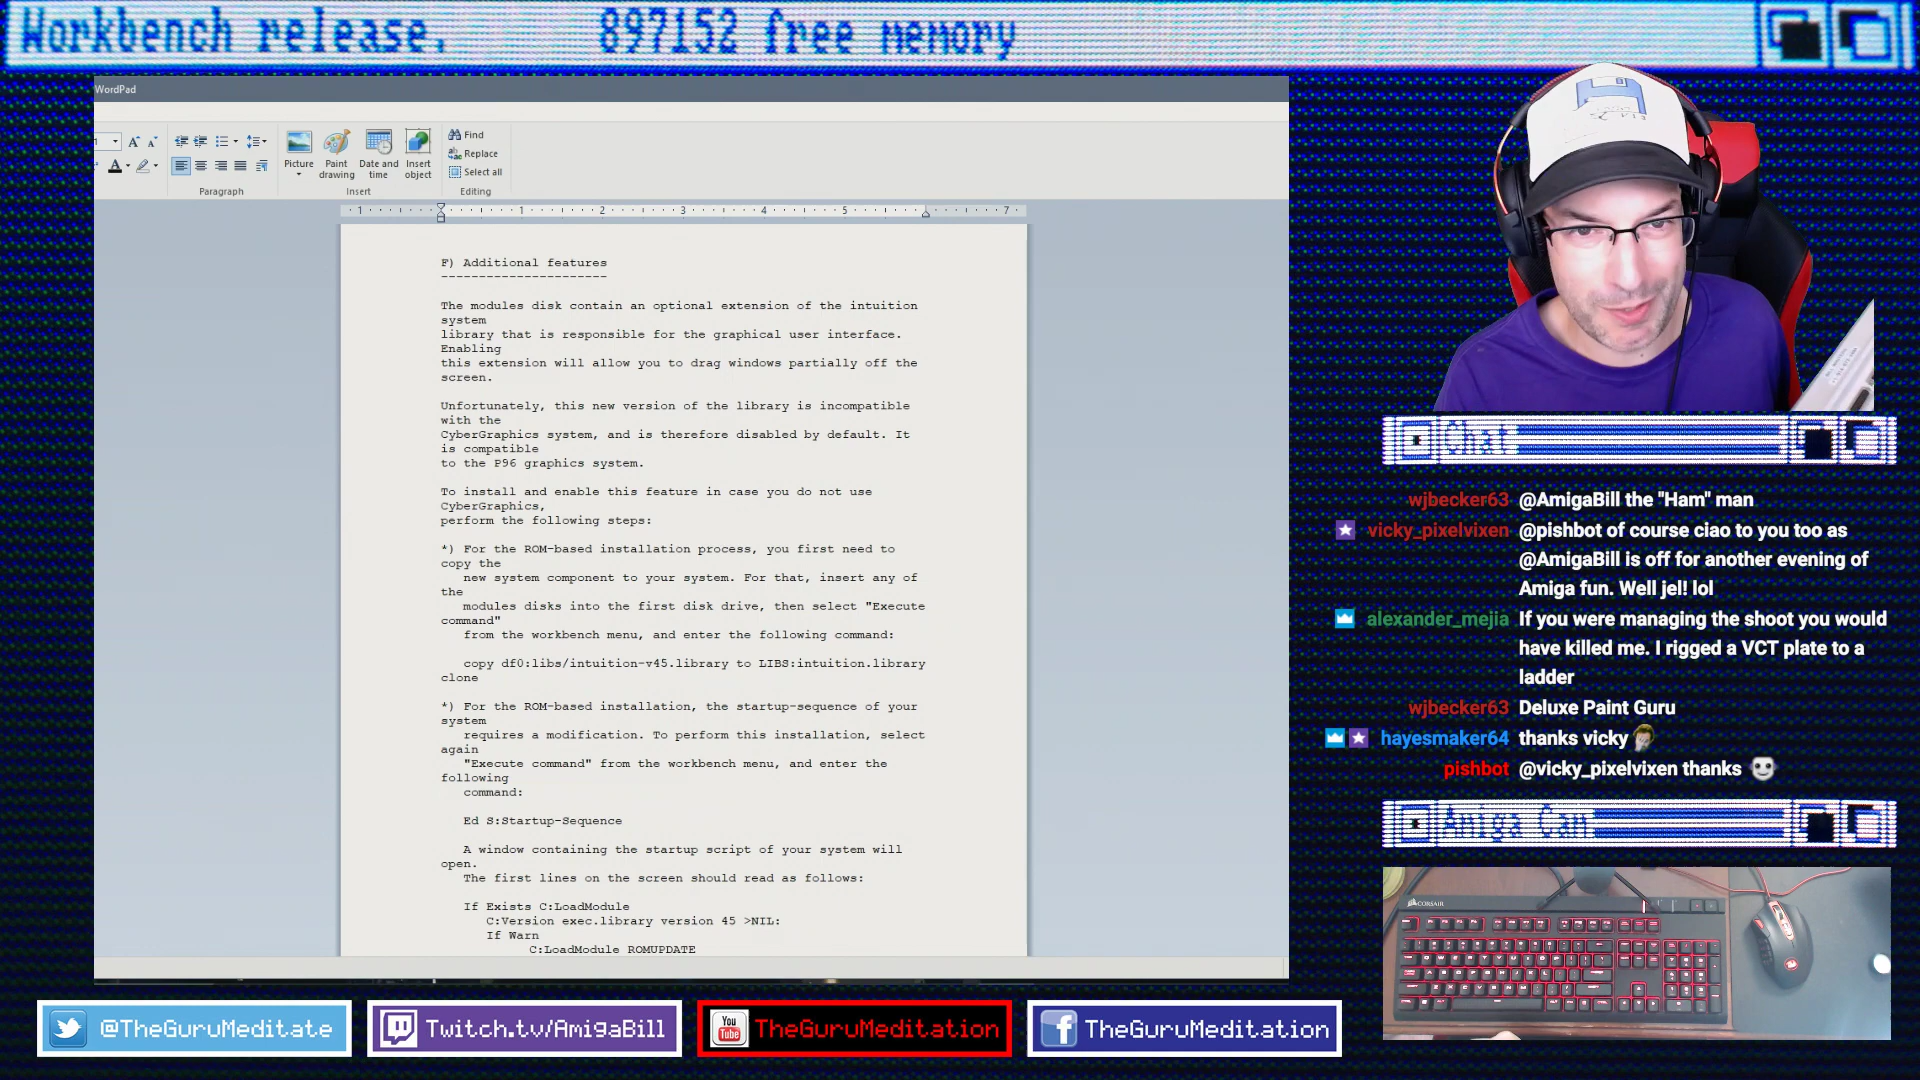 Workbench release.    897152 free memory
WordPad
Find
Replace
Select all
Picture
Paint drawing
Date and time
Insert object
Paragraph
Insert
Editing
1 1 2 3 4 5 7
F) Additional features
----------------------
The modules disk contain an optional extension of the intuition
system
library that is responsible for the graphical user interface.
Enabling
this extension will allow you to drag windows partially off the
screen.
Unfortunately, this new version of the library is incompatible
with the
CyberGraphics system, and is therefore disabled by default. It
is compatible
to the P96 graphics system.
To install and enable this feature in case you do not use
CyberGraphics,
perform the following steps:
*) For the ROM-based installation process, you first need to
copy the
new system component to your system. For that, insert any of
the
modules disks into the first disk drive, then select "Execute
command"
from the workbench menu, and enter the following command:
copy df0:libs/intuition-v45.library to LIBS:intuition.library
clone
*) For the ROM-based installation, the startup-sequence of your
system
requires a modification. To perform this installation, select
again
"Execute command" from the workbench menu, and enter the
following
command:
Ed S:Startup-Sequence
A window containing the startup script of your system will
open.
The first lines on the screen should read as follows:
If Exists C:LoadModule
C:Version exec.library version 45 >NIL:
If Warn
C:LoadModule ROMUPDATE
Chat
wjbecker63 @AmigaBill the "Ham" man
vicky_pixelvixen @pishbot of course ciao to you too as
@AmigaBill is off for another evening of
Amiga fun. Well jel! lol
alexander_mejia If you were managing the shoot you would
have killed me. I rigged a VCT plate to a
ladder
wjbecker63 Deluxe Paint Guru
hayesmaker64 thanks vicky
pishbot @vicky_pixelvixen thanks
Amiga Cam
CORSAIR
@TheGuruMeditate
Twitch.tv/AmigaBill
You Tube TheGuruMeditation
TheGuruMeditation